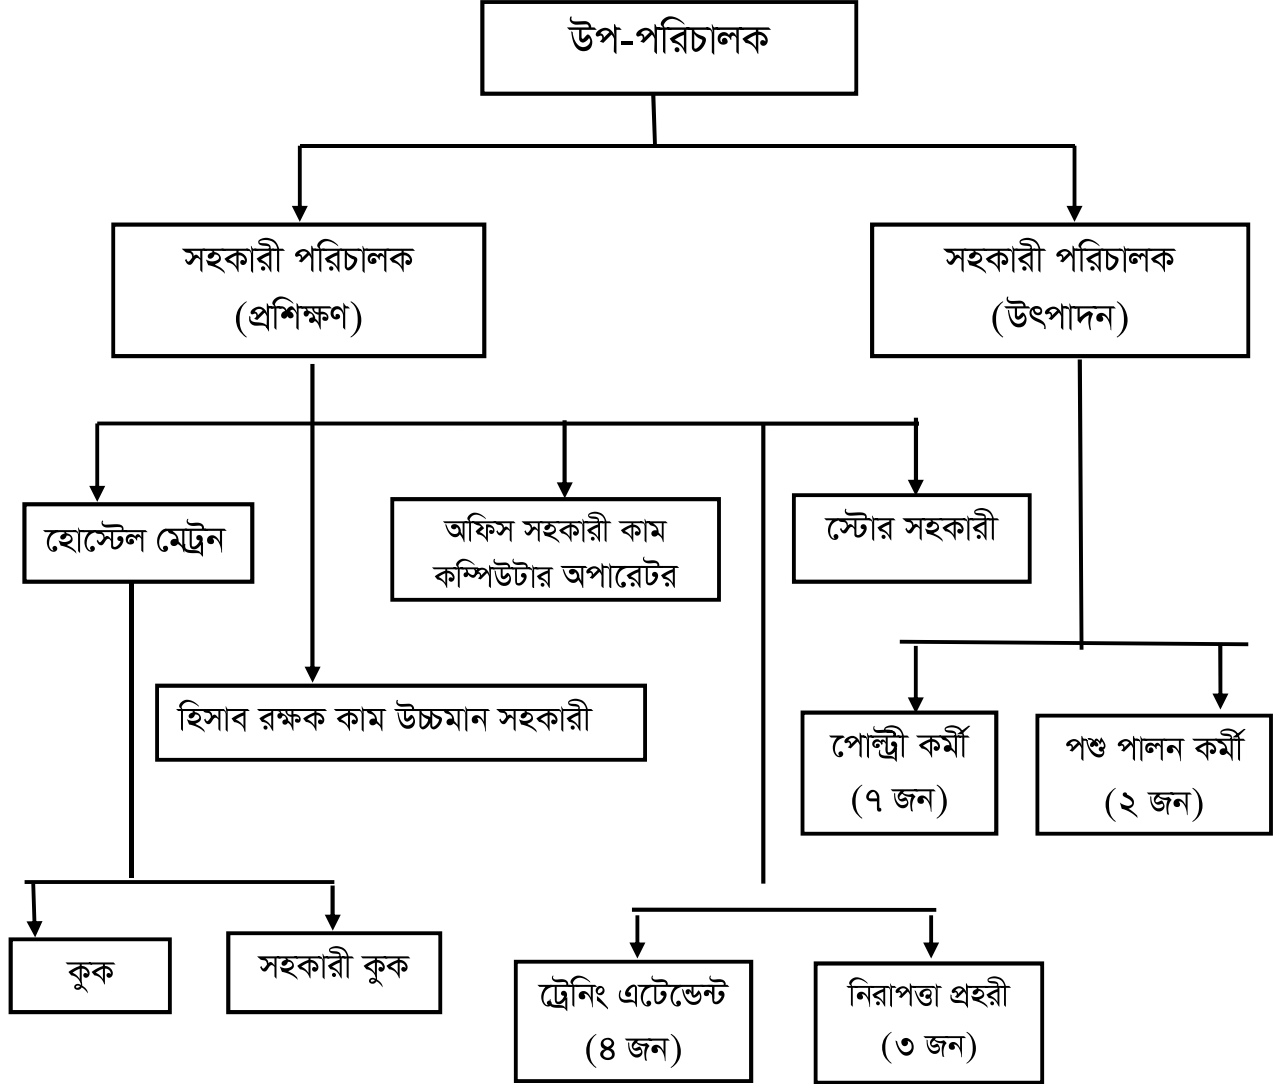 উপ-পরিচালক
সহকারী পরিচালক
(প্রশিক্ষণ)
সহকারী পরিচালক
(উৎপাদন)
হোস্টেল মেট্রন
অফিস সহকারী কাম
কম্পিউটার অপারেটর
স্টোর সহকারী
হিসাব রক্ষক কাম উচ্চমান সহকারী
পোল্ট্রী কর্মী
(৭ জন)
পশু পালন কর্মী
(২ জন)
কুক
সহকারী কুক
ট্রেনিং এটেন্ডেন্ট
(৪ জন)
নিরাপত্তা প্রহরী
(৩ জন)